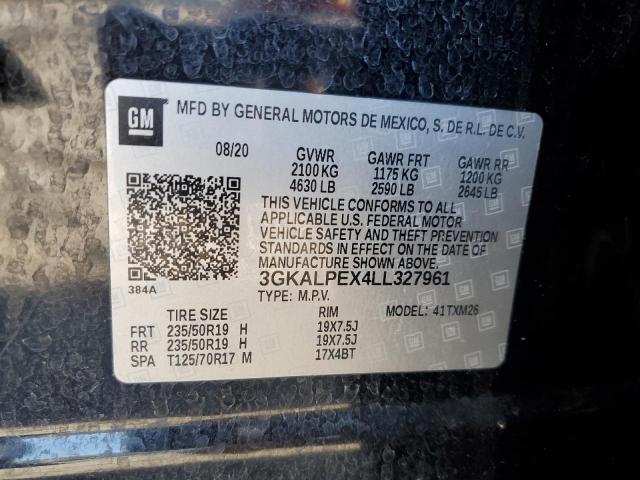 GM MFD BY GENERAL MOTORS DE MEXICO, S. DE R.L. DE C.V.
08/20 GVWR GAWR FRT GAWR RR
2100 KG 1175 KG 1200 KG
4630 LB 2590 LB 2645 LB
THIS VEHICLE CONFORMS TO ALL
APPLICABLE U.S. FEDERAL MOTOR
VEHICLE SAFETY AND THEFT PREVENTION
STANDARDS IN EFFECT ON THE DATE OF
MANUFACTURE SHOWN ABOVE.
384A 3GKALPEX4LL327961
TYPE: M.P.V. MODEL: 41TXM26
TIRE SIZE RIM
FRT 235/50R19 H 19X7.5J
RR 235/50R19 H 19X7.5J
SPA T125/70R17 M 17X4BT